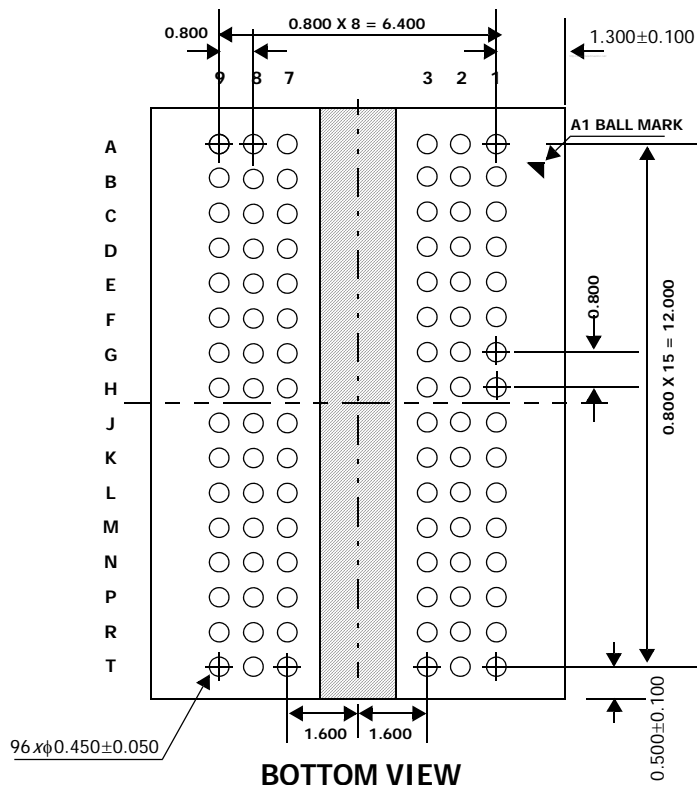 0.800 X 8 = 6.400
0.800
1.300±0.100
9 8 7 3 2 1
A1 BALL MARK
A
B
C
D
E
F
G
H
J
K
L
M
N
P
R
T
0.800
0.800 X 15 = 12.000
0.500±0.100
1.600 1.600
96 xϕ0.450±0.050
BOTTOM VIEW